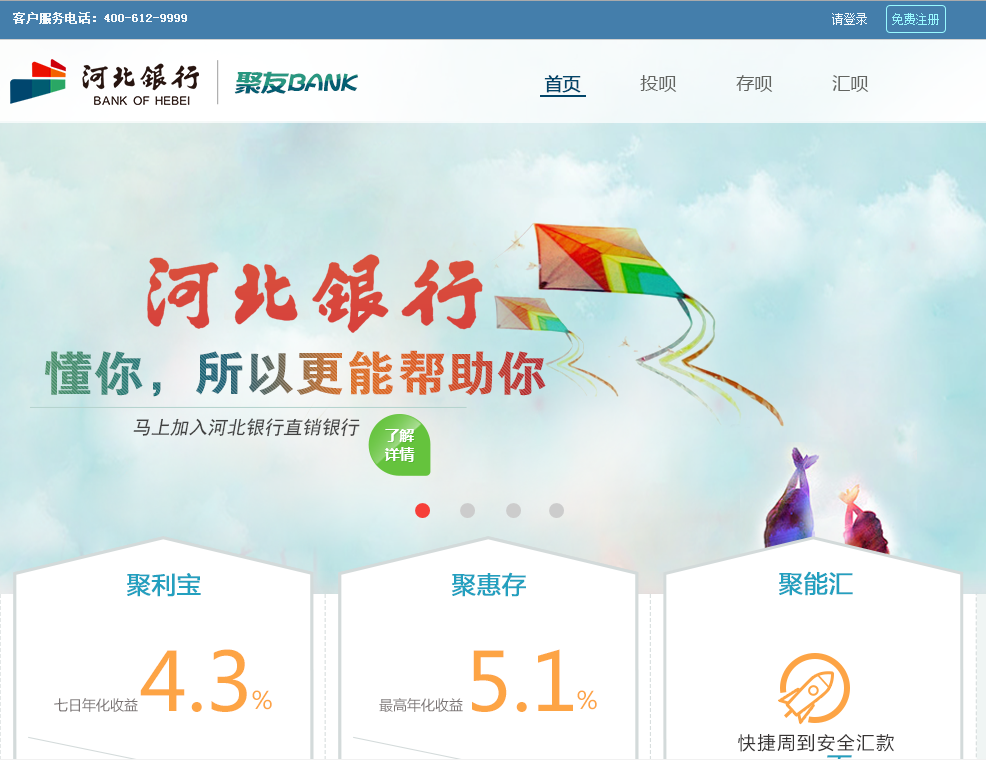 客户服务电话：400-612-9999
请登录
免费注册
河北银行
BANK OF HEBEI
聚友BANK
首页
投呗
存呗
汇呗
河北银行
懂你，所以更能帮助你
马上加入河北银行直销银行
了解
详情
聚利宝
七日年化收益4.3%
聚惠存
最高年化收益5.1%
聚能汇
快捷周到安全汇款